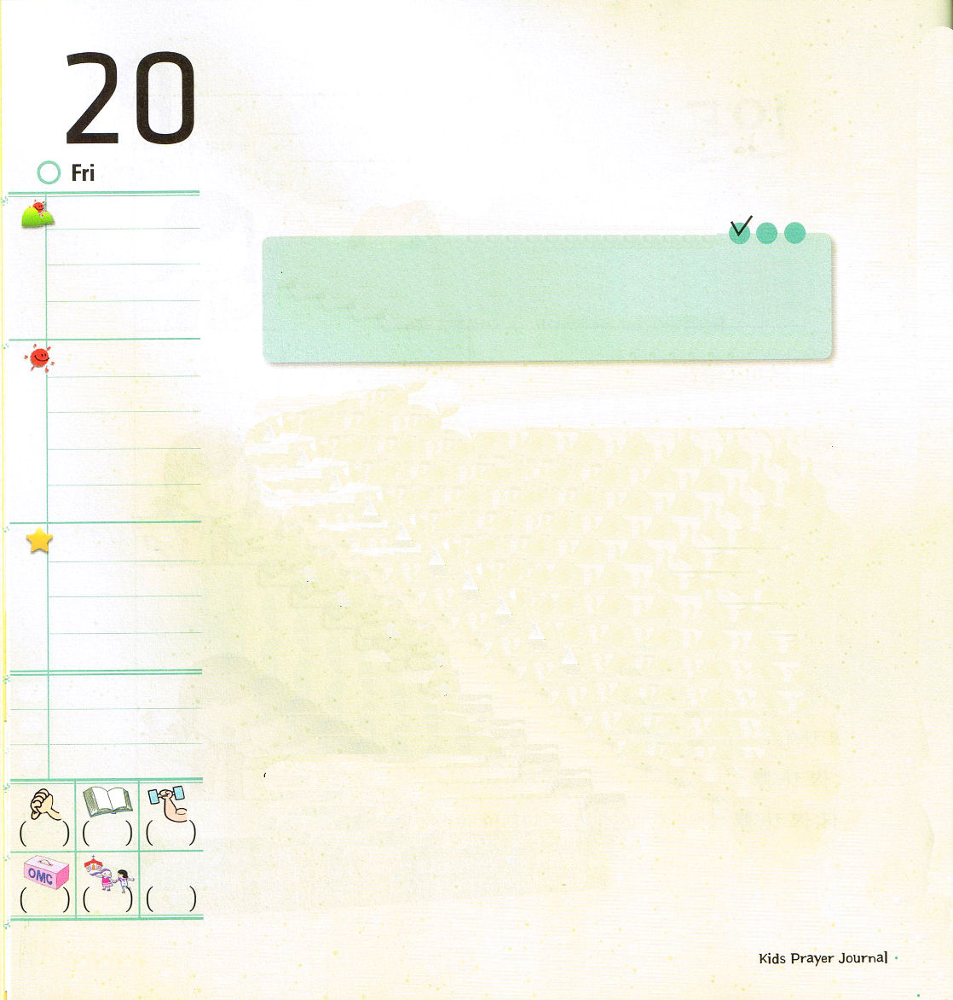 20
Fri
( ) ( ) ( )
OMC
( ) ( ) ( )
Kids Prayer Journal